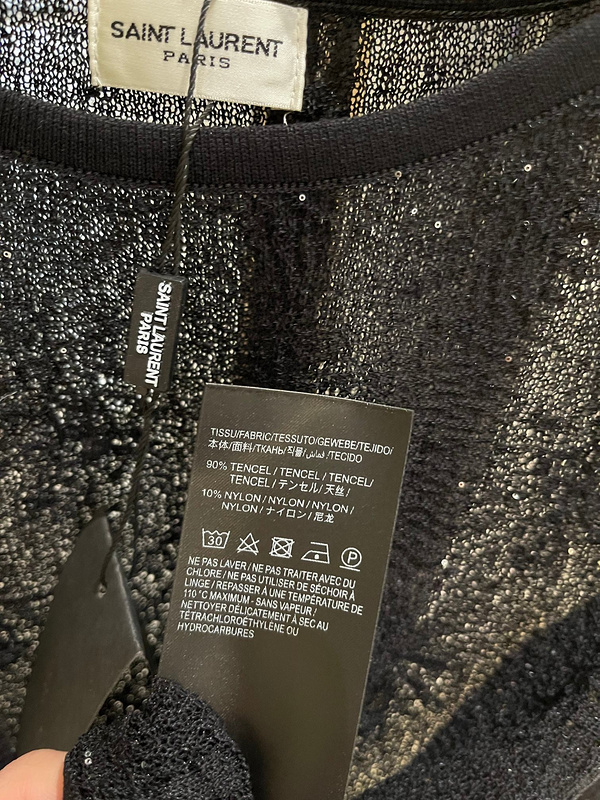 SAINT LAURENT
PARIS
SAINT LAURENT
PARIS
TISSU/FABRIC/TESSUTO/GEWEBE/TEJIDO/
本体/面料/ТКАНЬ/직물/قماش/TECIDO
90% TENCEL / TENCEL / TENCEL/
TENCEL / テンセル/ 天丝 /
10% NYLON / NYLON / NYLON /
NYLON / ナイロン / 尼龙
30
P
NE PAS LAVER / NE PAS TRAITER AVEC DU
CHLORE / NE PAS UTILISER DE SÉCHOIR À
LINGE / REPASSER À UNE TEMPÉRATURE DE
110 °C MAXIMUM - SANS VAPEUR /
NETTOYER DÉLICATEMENT À SEC AU
TÉTRACHLOROÉTHYLÈNE OU
HYDROCARBURES